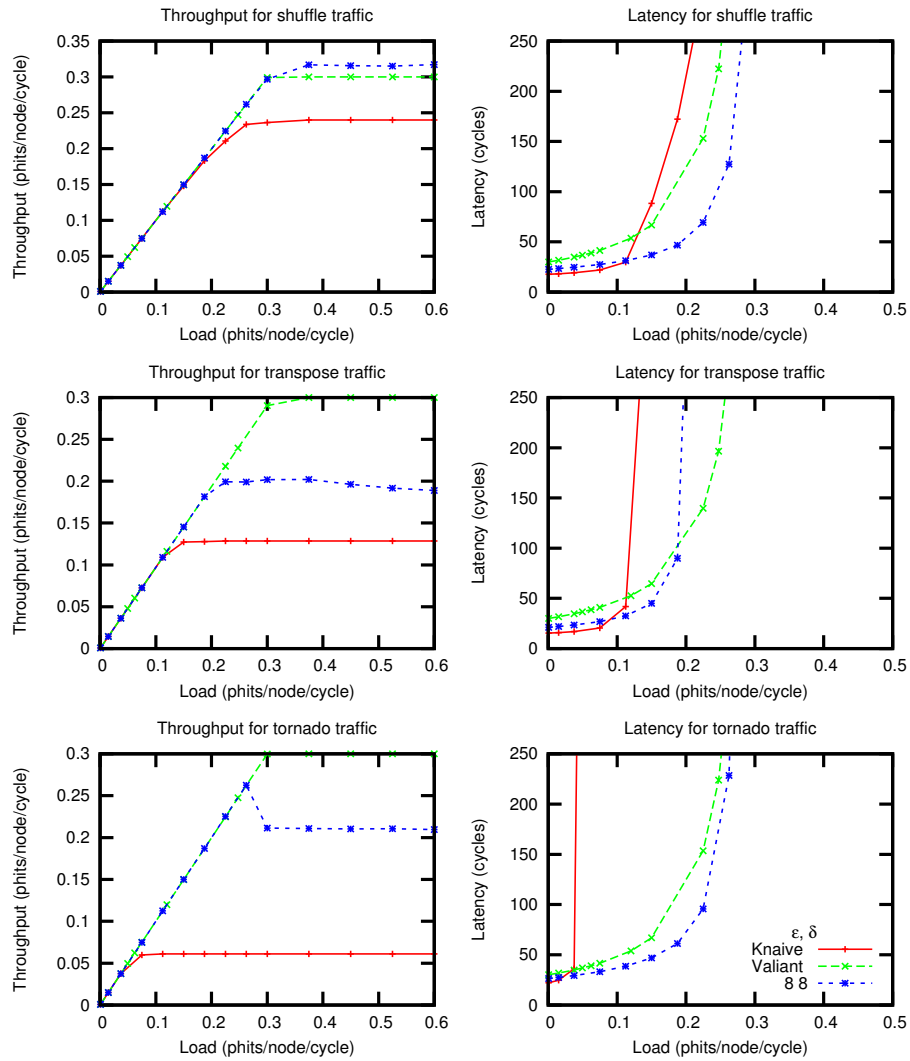 Throughput for shuffle traffic
Throughput (phits/node/cycle)
0.35
0.3
0.25
0.2
0.15
0.1
0.05
0
0 0.1 0.2 0.3 0.4 0.5 0.6
Load (phits/node/cycle)
Latency for shuffle traffic
Latency (cycles)
250
200
150
100
50
0
0 0.1 0.2 0.3 0.4 0.5
Load (phits/node/cycle)
Throughput for transpose traffic
Throughput (phits/node/cycle)
0.3
0.25
0.2
0.15
0.1
0.05
0
0 0.1 0.2 0.3 0.4 0.5 0.6
Load (phits/node/cycle)
Latency for transpose traffic
Latency (cycles)
250
200
150
100
50
0
0 0.1 0.2 0.3 0.4 0.5
Load (phits/node/cycle)
Throughput for tornado traffic
Throughput (phits/node/cycle)
0.3
0.25
0.2
0.15
0.1
0.05
0
0 0.1 0.2 0.3 0.4 0.5 0.6
Load (phits/node/cycle)
Latency for tornado traffic
Latency (cycles)
250
200
150
100
50
0
0 0.1 0.2 0.3 0.4 0.5
Load (phits/node/cycle)
ε, δ
Knaive
Valiant
8 8